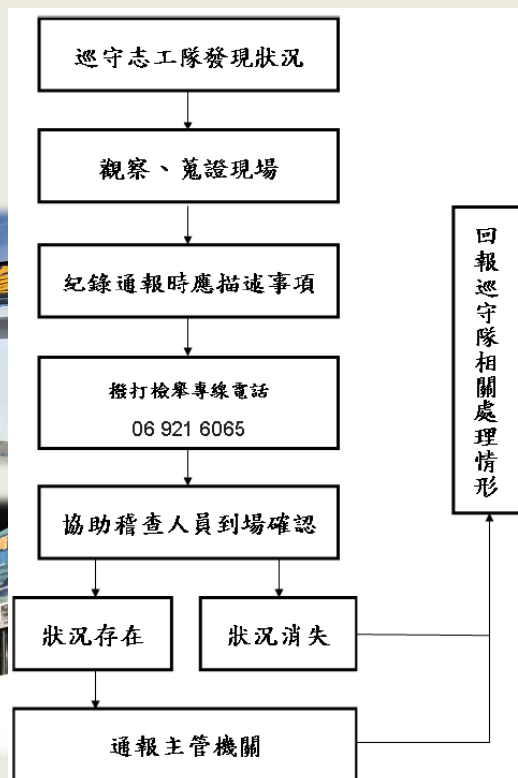 巡守志工隊發現狀況
觀察、蒐證現場
紀錄通報時應描述事項
撥打檢舉專線電話
06 921 6065
協助稽查人員到場確認
狀況存在
狀況消失
通報主管機關
回報巡守隊相關處理情形